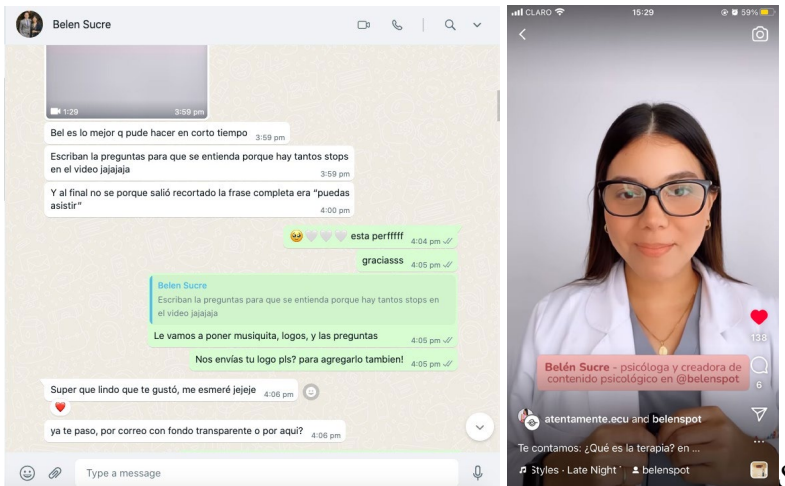 Belen Sucre
1:29
3:59 pm
Bel es lo mejor q pude hacer en corto tiempo
3:59 pm
Escriban la preguntas para que se entienda porque hay tantos stops
en el video jajajaja
3:59 pm
Y al final no se porque salió recortado la frase completa era “puedas
asistir”
4:00 pm
esta perfffff
4:04 pm
graciasss
4:05 pm
Belen Sucre
Escriban la preguntas para que se entienda porque hay tantos stops en
el video jajajaja
Le vamos a poner musiquita, logos, y las preguntas
4:05 pm
Nos envías tu logo pls? para agregarlo tambien!
4:05 pm
Super que lindo que te gustó, me esmeré jejeje
4:06 pm
ya te paso, por correo con fondo transparente o por aqui?
4:06 pm
Type a message
CLARO
15:29
59%
138
Belén Sucre - psicóloga y creadora de
contenido psicológico en @belenspot
6
atentamente.ecu and belenspot
Te contamos: ¿Qué es la terapia? en ...
Styles · Late Night
belenspot